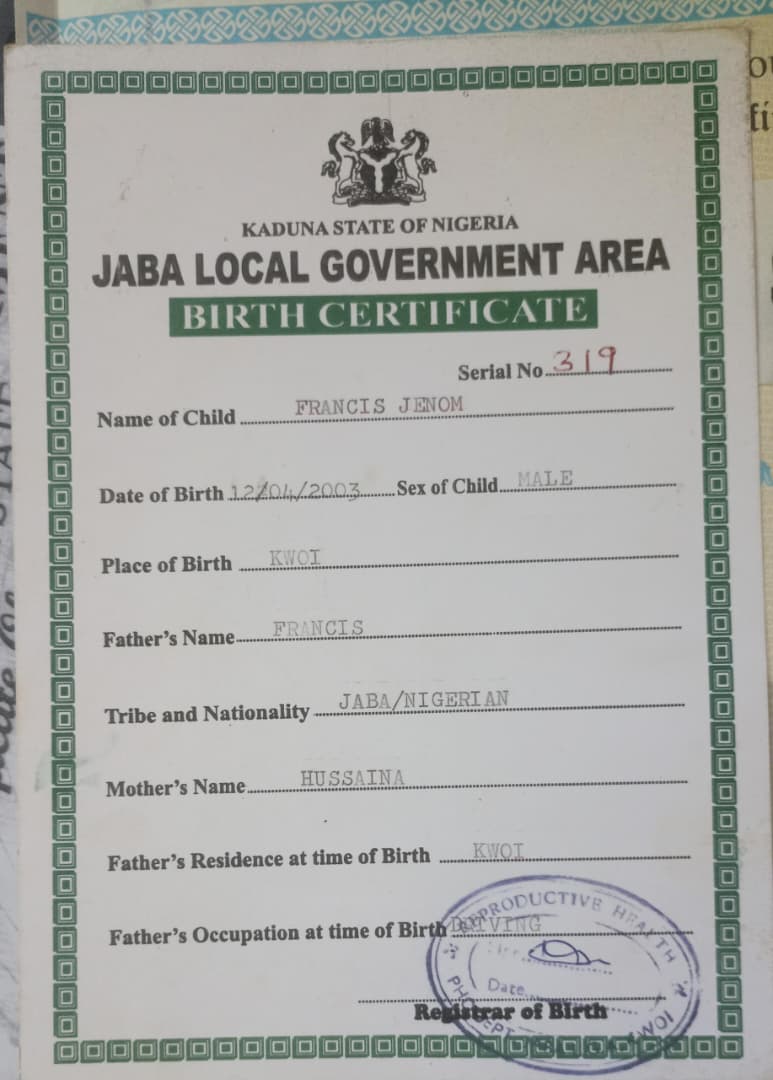 KADUNA STATE OF NIGERIA
JABA LOCAL GOVERNMENT AREA
BIRTH CERTIFICATE
Serial No 319
Name of Child FRANCIS JENOM
Date of Birth 12/04/2003 Sex of Child MALE
Place of Birth KWOI
Father's Name FRANCIS
Tribe and Nationality JABA/NIGERIAN
Mother's Name HUSSAINA
Father's Residence at time of Birth KWOI
Father's Occupation at time of Birth DRIVING
REPRODUCTIVE HEALTH
Date
KWOI
Registrar of Birth